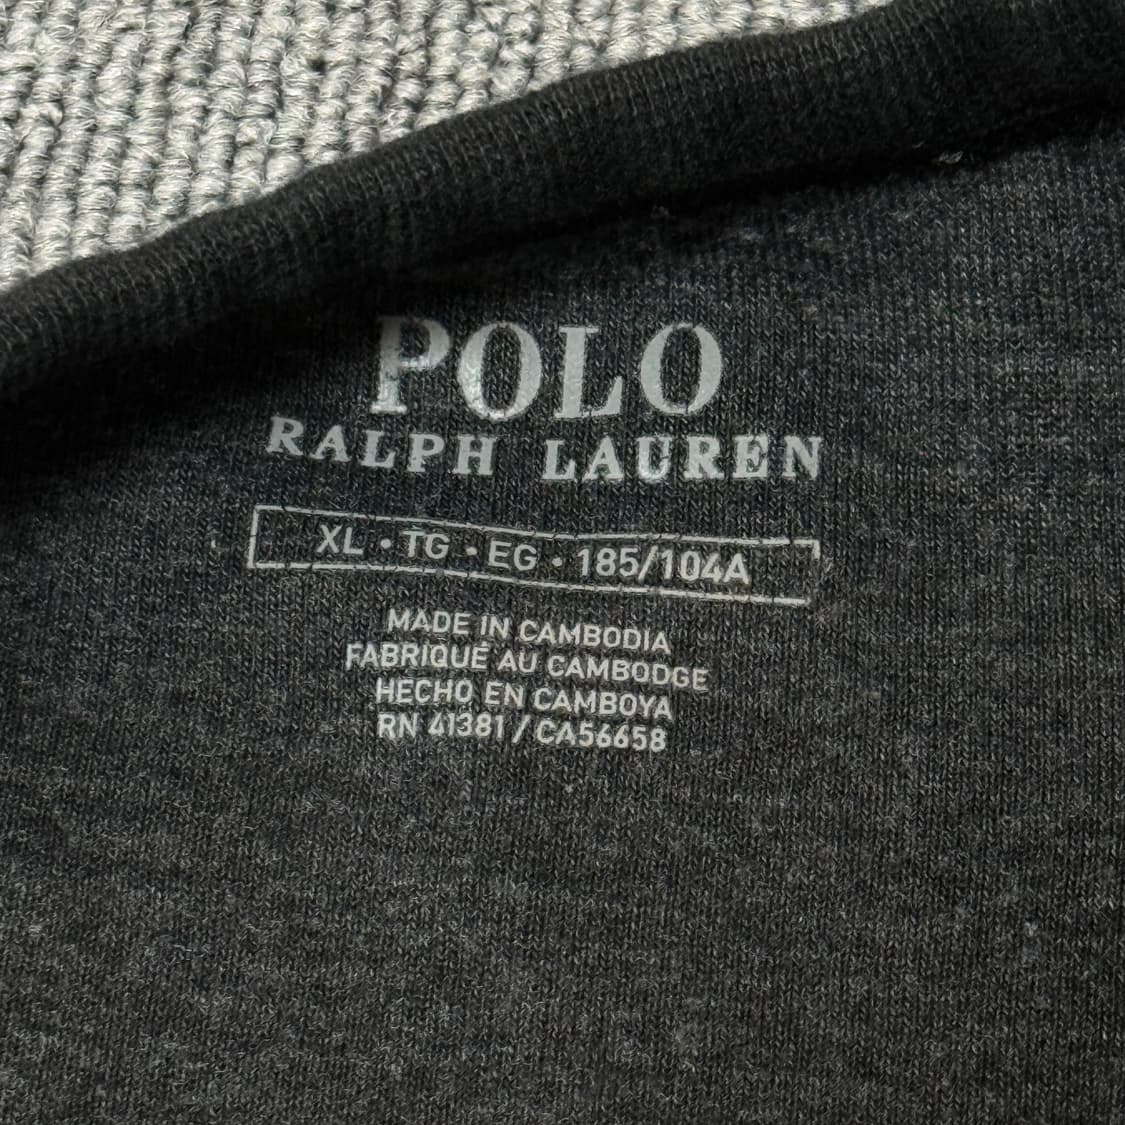 POLO
RALPH LAUREN
XL • TG • EG • 185/104A
MADE IN CAMBODIA
FABRIQUÉ AU CAMBODGE
HECHO EN CAMBOYA
RN 41381 / CA56658